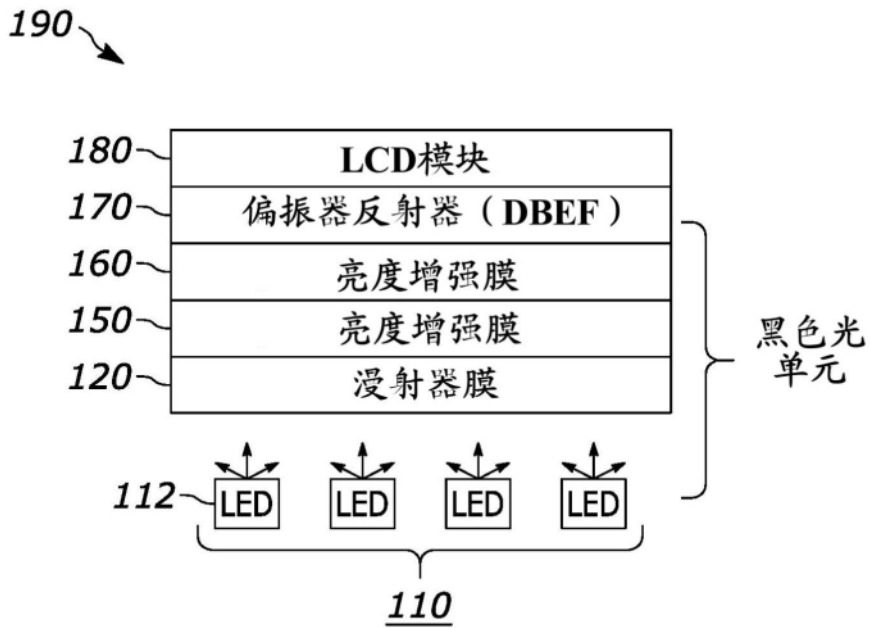 190
180 LCD模块
170 偏振器反射器（DBEF）
160 亮度增强膜
150 亮度增强膜
120 漫射器膜
黑色光
单元
112 LED LED LED LED
110